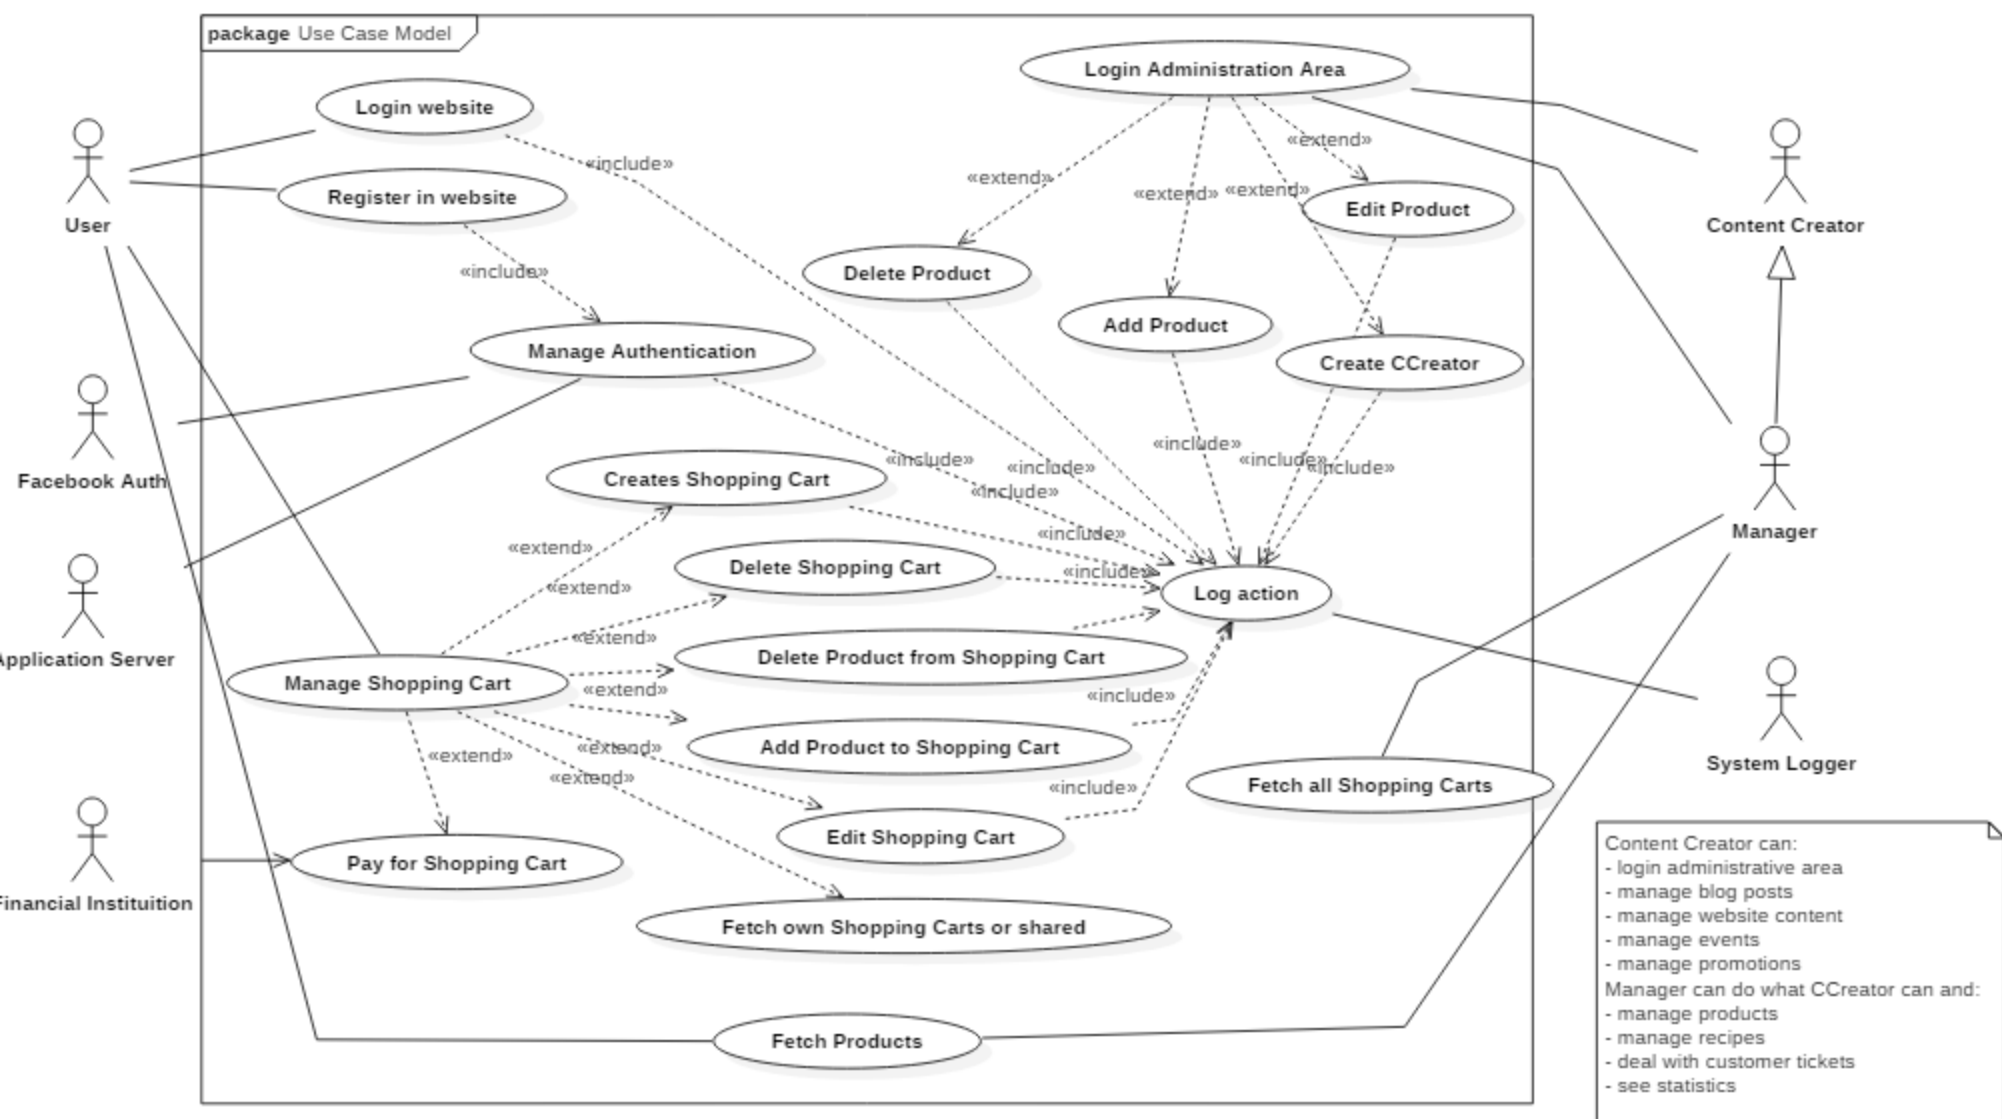 package Use Case Model
Login Administration Area
Login website
«extend»
«include»
«extend»
«extend»
«extend»
Register in website
Edit Product
User
Content Creator
«include»
Delete Product
Add Product
Manage Authentication
Create CCreator
«include»
«include»
«include»
«include»
«include»
Facebook Auth
Creates Shopping Cart
«include»
Manager
«include»
«extend»
Delete Shopping Cart
«include»
«extend»
Log action
«extend»
Application Server
Delete Product from Shopping Cart
Manage Shopping Cart
«extend»
«include»
«extend»
«extend»
Add Product to Shopping Cart
System Logger
«extend»
«include»
Fetch all Shopping Carts
Edit Shopping Cart
Pay for Shopping Cart
Financial Instituition
Fetch own Shopping Carts or shared
Fetch Products
Content Creator can:
- login administrative area
- manage blog posts
- manage website content
- manage events
- manage promotions
Manager can do what CCreator can and:
- manage products
- manage recipes
- deal with customer tickets
- see statistics